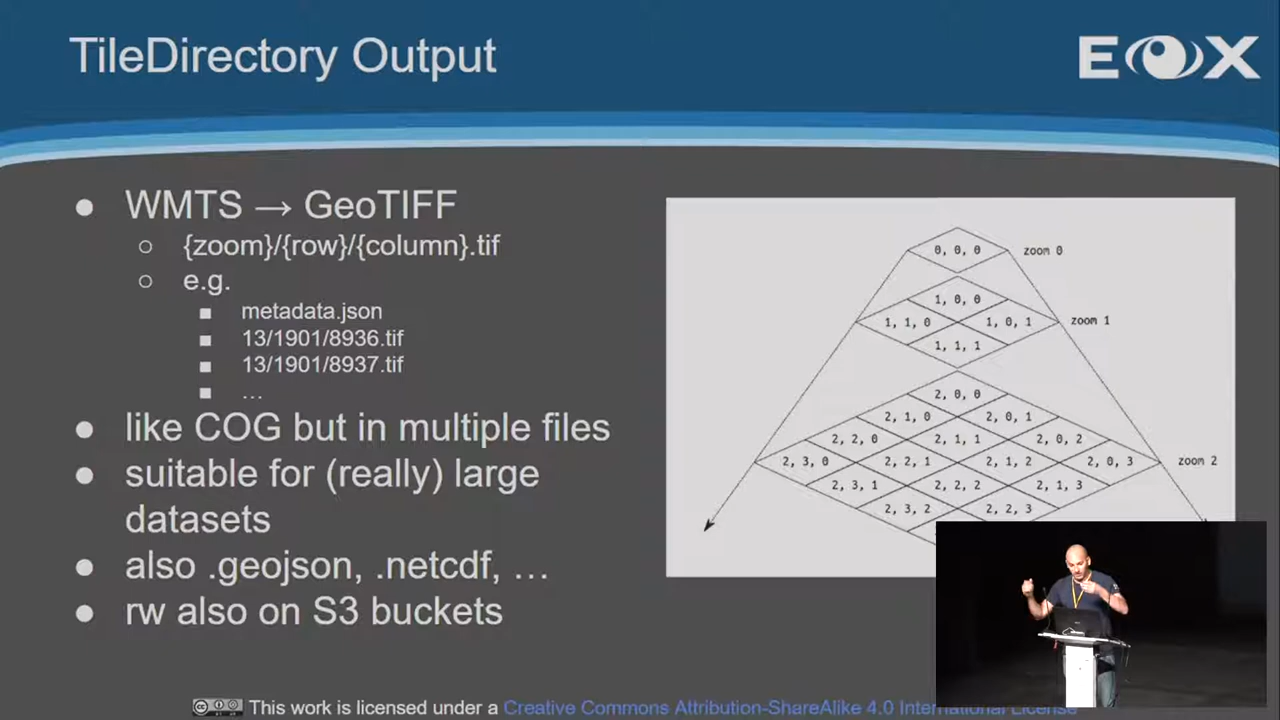 TileDirectory Output
EOX
● WMTS → GeoTIFF
○ {zoom}/{row}/{column}.tif
○ e.g.
■ metadata.json
■ 13/1901/8936.tif
■ 13/1901/8937.tif
■ …
● like COG but in multiple files
● suitable for (really) large
datasets
● also .geojson, .netcdf, …
● rw also on S3 buckets
0, 0, 0 zoom 0
1, 0, 0
1, 1, 0 1, 0, 1 zoom 1
1, 1, 1
2, 0, 0
2, 1, 0 2, 0, 1
2, 2, 0 2, 1, 1 2, 0, 2
2, 3, 0 2, 2, 1 2, 1, 2 2, 0, 3 zoom 2
2, 3, 1 2, 2, 2 2, 1, 3
2, 3, 2 2, 2, 3
This work is licensed under a Creative Commons Attribution-ShareAlike 4.0 International License